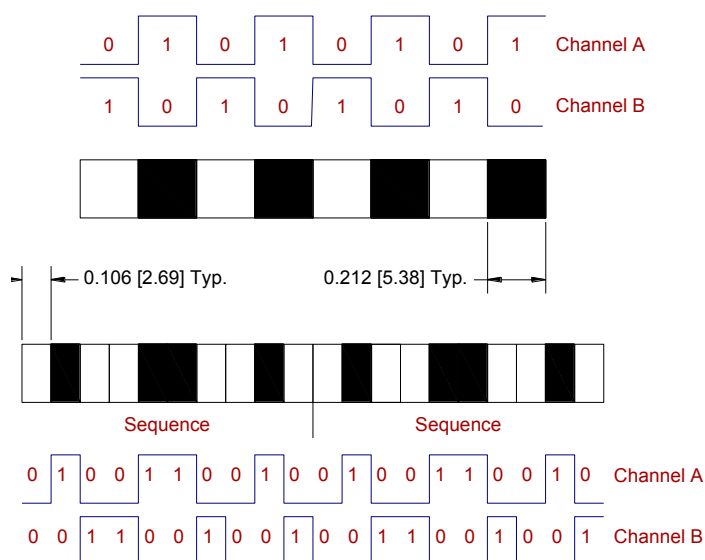 0 1 0 1 0 1 0 1 Channel A
1 0 1 0 1 0 1 0 Channel B
0.106 [2.69] Typ. 0.212 [5.38] Typ.
Sequence Sequence
0 1 0 0 1 1 0 0 1 0 0 1 0 0 1 1 0 0 1 0 Channel A
0 0 1 1 0 0 1 0 0 1 0 0 1 1 0 0 1 0 0 1 Channel B